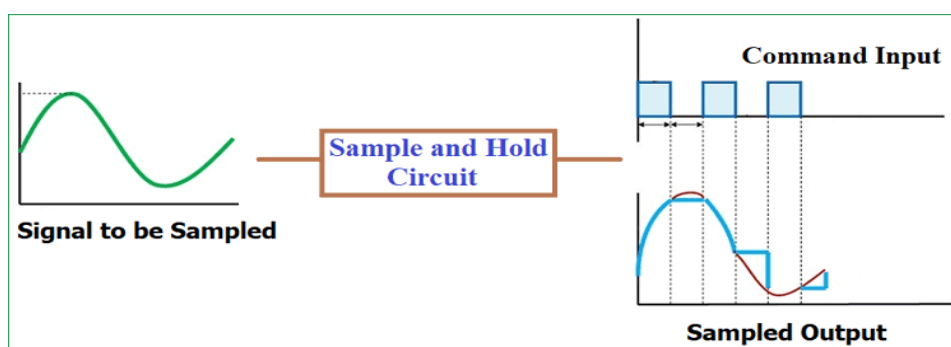 Command Input
Sample and Hold
Circuit
Signal to be Sampled
Sampled Output